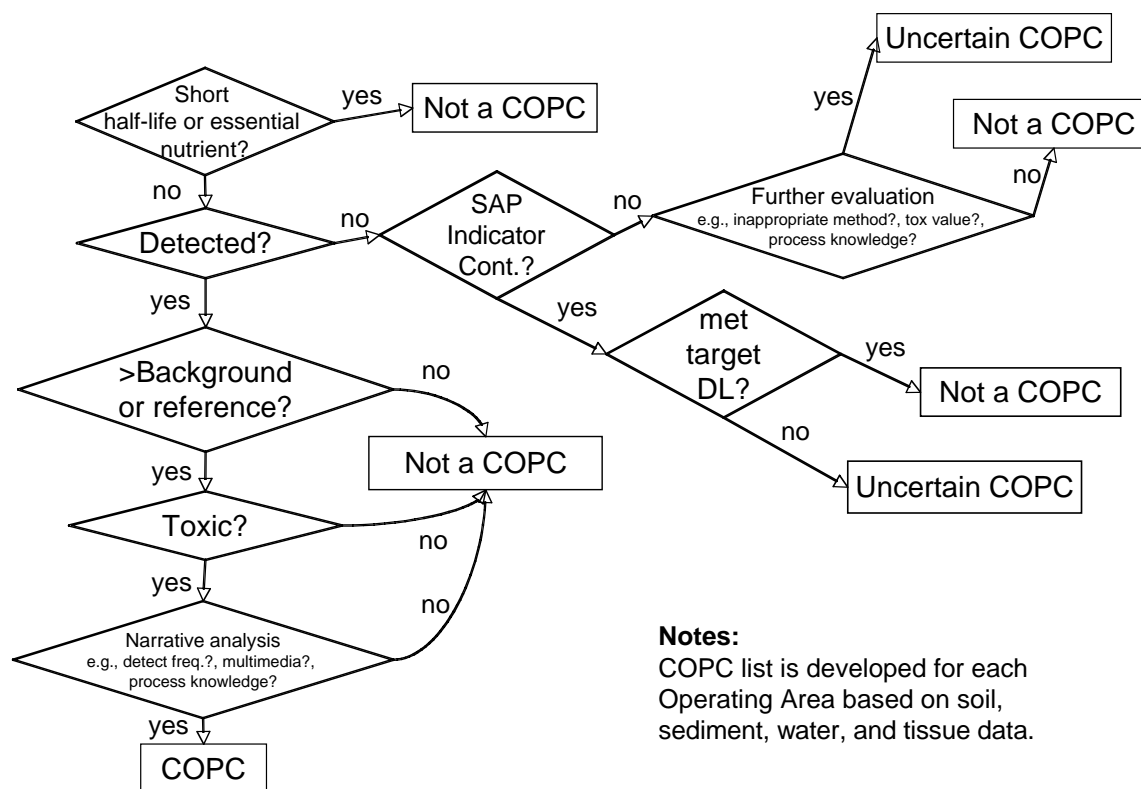 Short
half-life or essential
nutrient?
yes
Not a COPC
no
Detected?
no
SAP
Indicator
Cont.?
no
Further evaluation
e.g., inappropriate method?, tox value?,
process knowledge?
yes
Uncertain COPC
no
Not a COPC
yes
met
target
DL?
yes
Not a COPC
no
Uncertain COPC
yes
>Background
or reference?
no
Not a COPC
yes
Toxic?
no
yes
Narrative analysis
e.g., detect freq.?, multimedia?,
process knowledge?
no
yes
COPC
Notes:
COPC list is developed for each
Operating Area based on soil,
sediment, water, and tissue data.